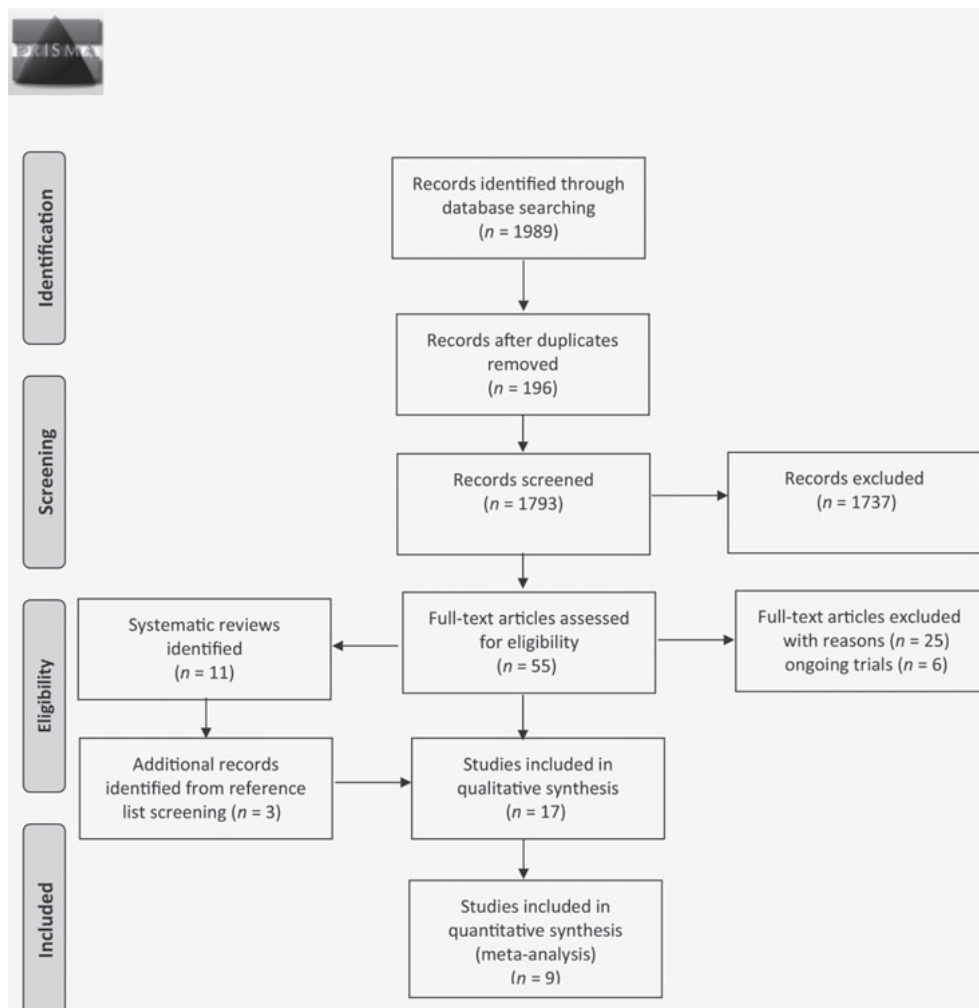 PRISMA
Identification
Records identified through
database searching
(n = 1989)
Records after duplicates
removed
(n = 196)
Screening
Records screened
(n = 1793)
Records excluded
(n = 1737)
Eligibility
Systematic reviews
identified
(n = 11)
Full-text articles assessed
for eligibility
(n = 55)
Full-text articles excluded
with reasons (n = 25)
ongoing trials (n = 6)
Additional records
identified from reference
list screening (n = 3)
Studies included in
qualitative synthesis
(n = 17)
Included
Studies included in
quantitative synthesis
(meta-analysis)
(n = 9)